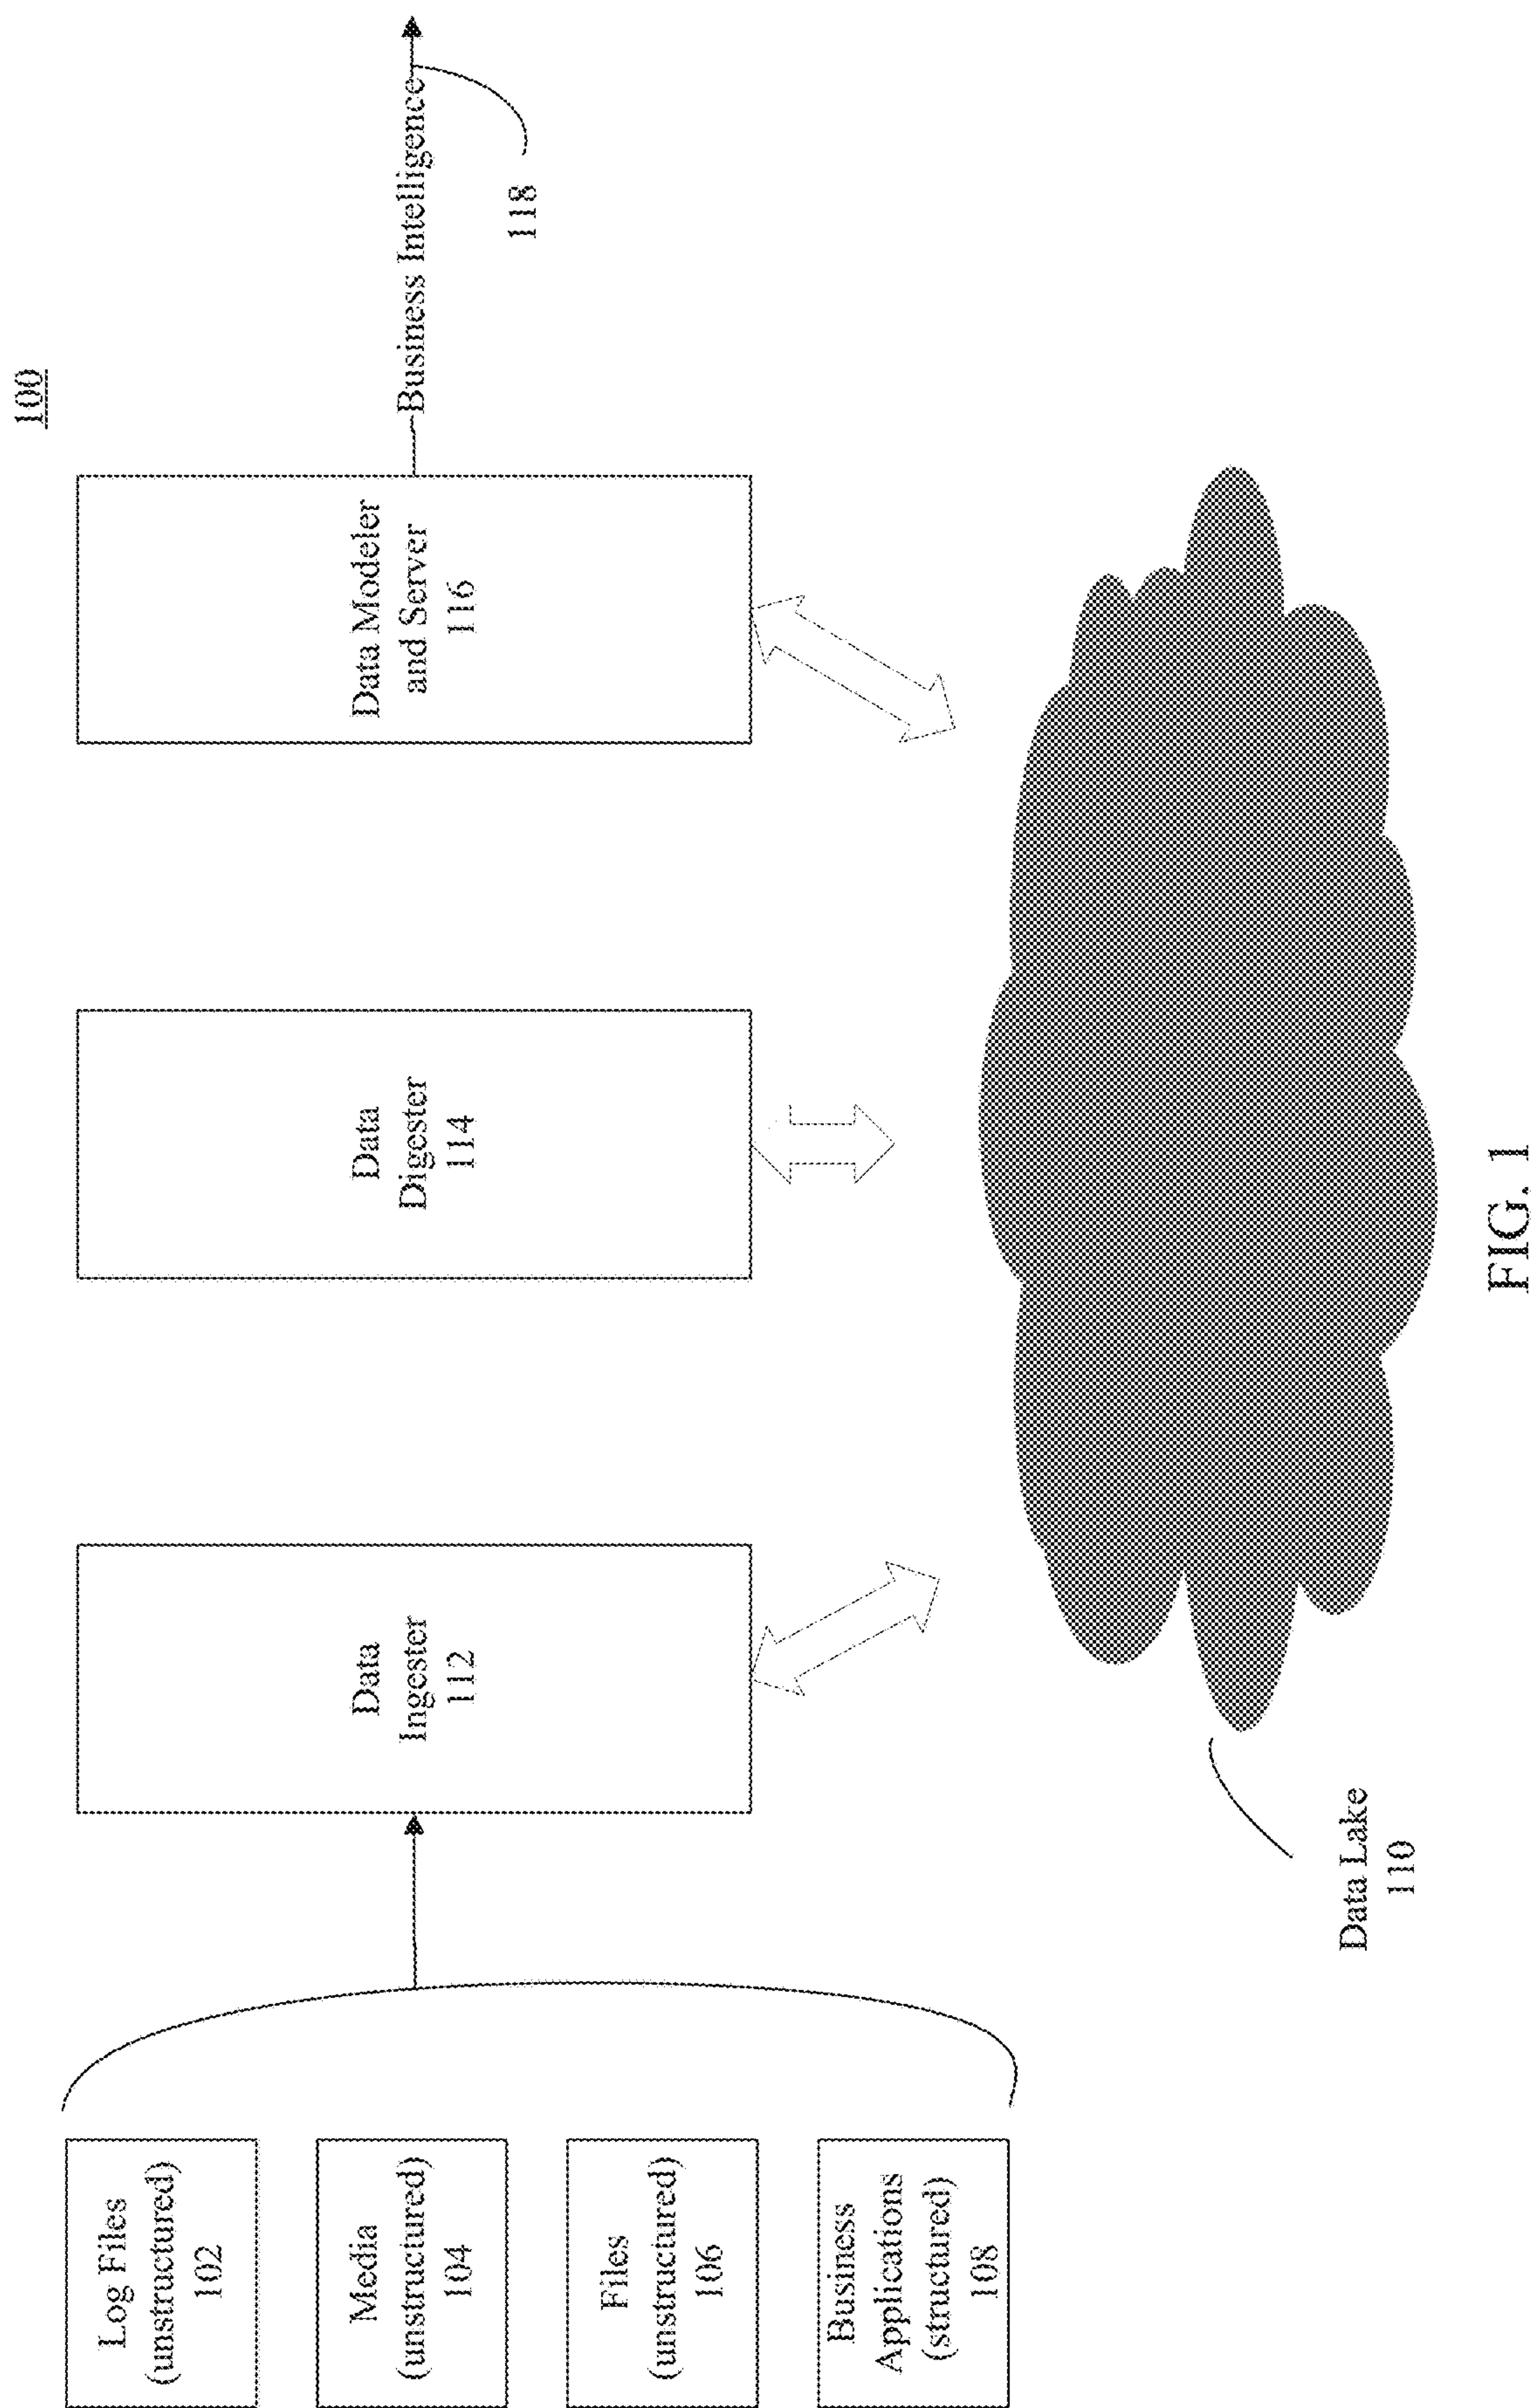 100
Log Files
(unstructured)
102
Media
(unstructured)
104
Files
(unstructured)
106
Business
Applications
(structured)
108
Data
Ingester
112
Data
Digester
114
Data Modeler
and Server
116
Business Intelligence
118
Data Lake
110
FIG. 1